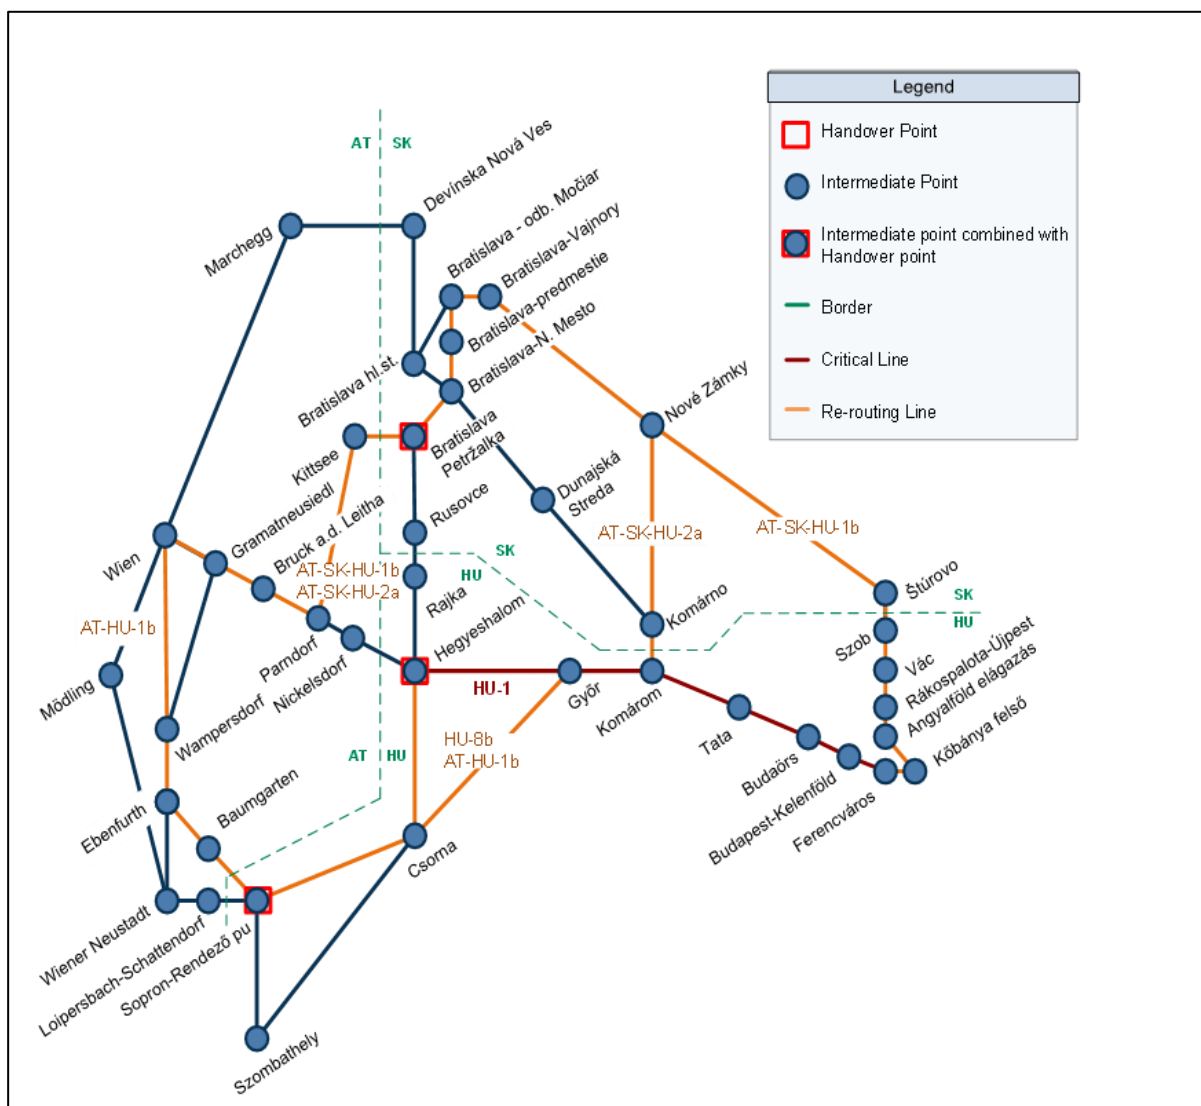 Legend
Handover Point
Intermediate Point
Intermediate point combined with
Handover point
Border
Critical Line
Re-routing Line
AT
SK
Devínska Nová Ves
Marchegg
Bratislava - odb. Močiar
Bratislava-Vajnory
Bratislava-predmestie
Bratislava-N. Mesto
Bratislava hl.st.
Nové Zámky
Kittsee
Bratislava
Petržalka
Gramatneusiedl
Bruck a.d. Leitha
Rusovce
Dunajská
Streda
AT-SK-HU-2a
AT-SK-HU-1b
Wien
AT-SK-HU-1b
AT-SK-HU-2a
SK
HU
Rajka
Štúrovo
SK
HU
AT-HU-1b
Komárno
Szob
Vác
Rákospalota-Újpest
Angyalföld elágazás
Kőbánya felső
Mödling
Wampersdorf
Parndorf
Nickelsdorf
Hegyeshalom
HU-1
Győr
Komárom
Tata
Budaörs
Budapest-Kelenföld
Ferencváros
HU-8b
AT-HU-1b
AT
HU
Ebenfurth
Baumgarten
Csorna
Wiener Neustadt
Loipersbach-Schattendorf
Sopron-Rendező pu
Szombathely